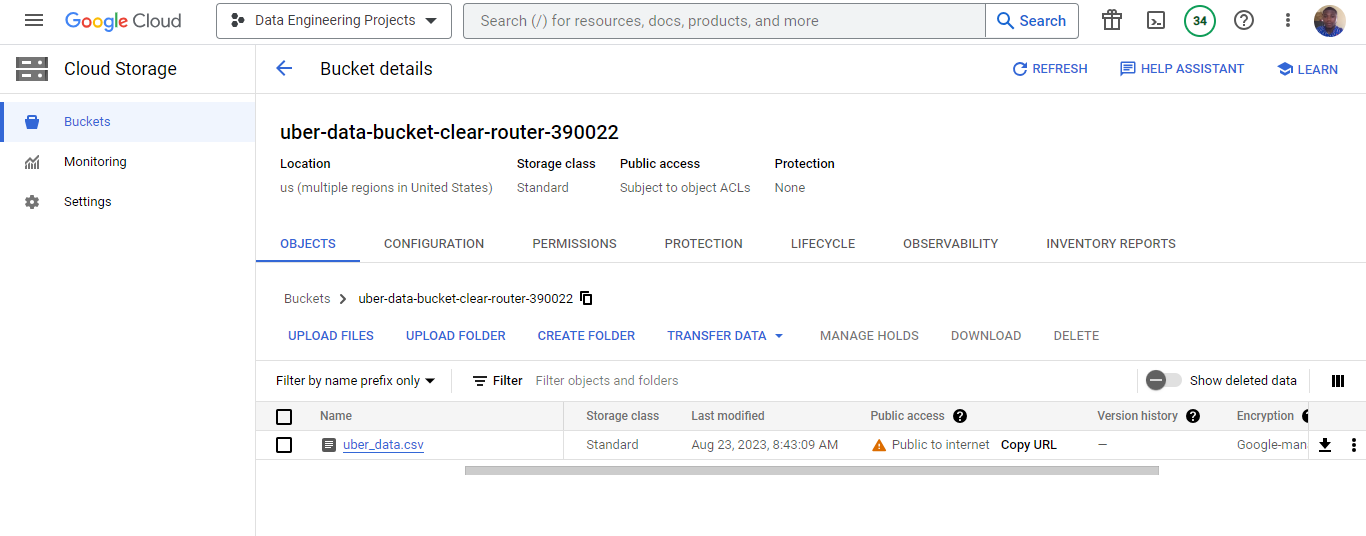 Google Cloud Data Engineering Projects Search (/) for resources, docs, products, and more Search 34
Cloud Storage Bucket details REFRESH HELP ASSISTANT LEARN
Buckets
Monitoring
Settings
uber-data-bucket-clear-router-390022
Location Storage class Public access Protection
us (multiple regions in United States) Standard Subject to object ACLs None
OBJECTS CONFIGURATION PERMISSIONS PROTECTION LIFECYCLE OBSERVABILITY INVENTORY REPORTS
Buckets > uber-data-bucket-clear-router-390022
UPLOAD FILES UPLOAD FOLDER CREATE FOLDER TRANSFER DATA MANAGE HOLDS DOWNLOAD DELETE
Filter by name prefix only Filter Filter objects and folders Show deleted data
Name Storage class Last modified Public access Version history Encryption
uber_data.csv Standard Aug 23, 2023, 8:43:09 AM Public to internet Copy URL — Google-man